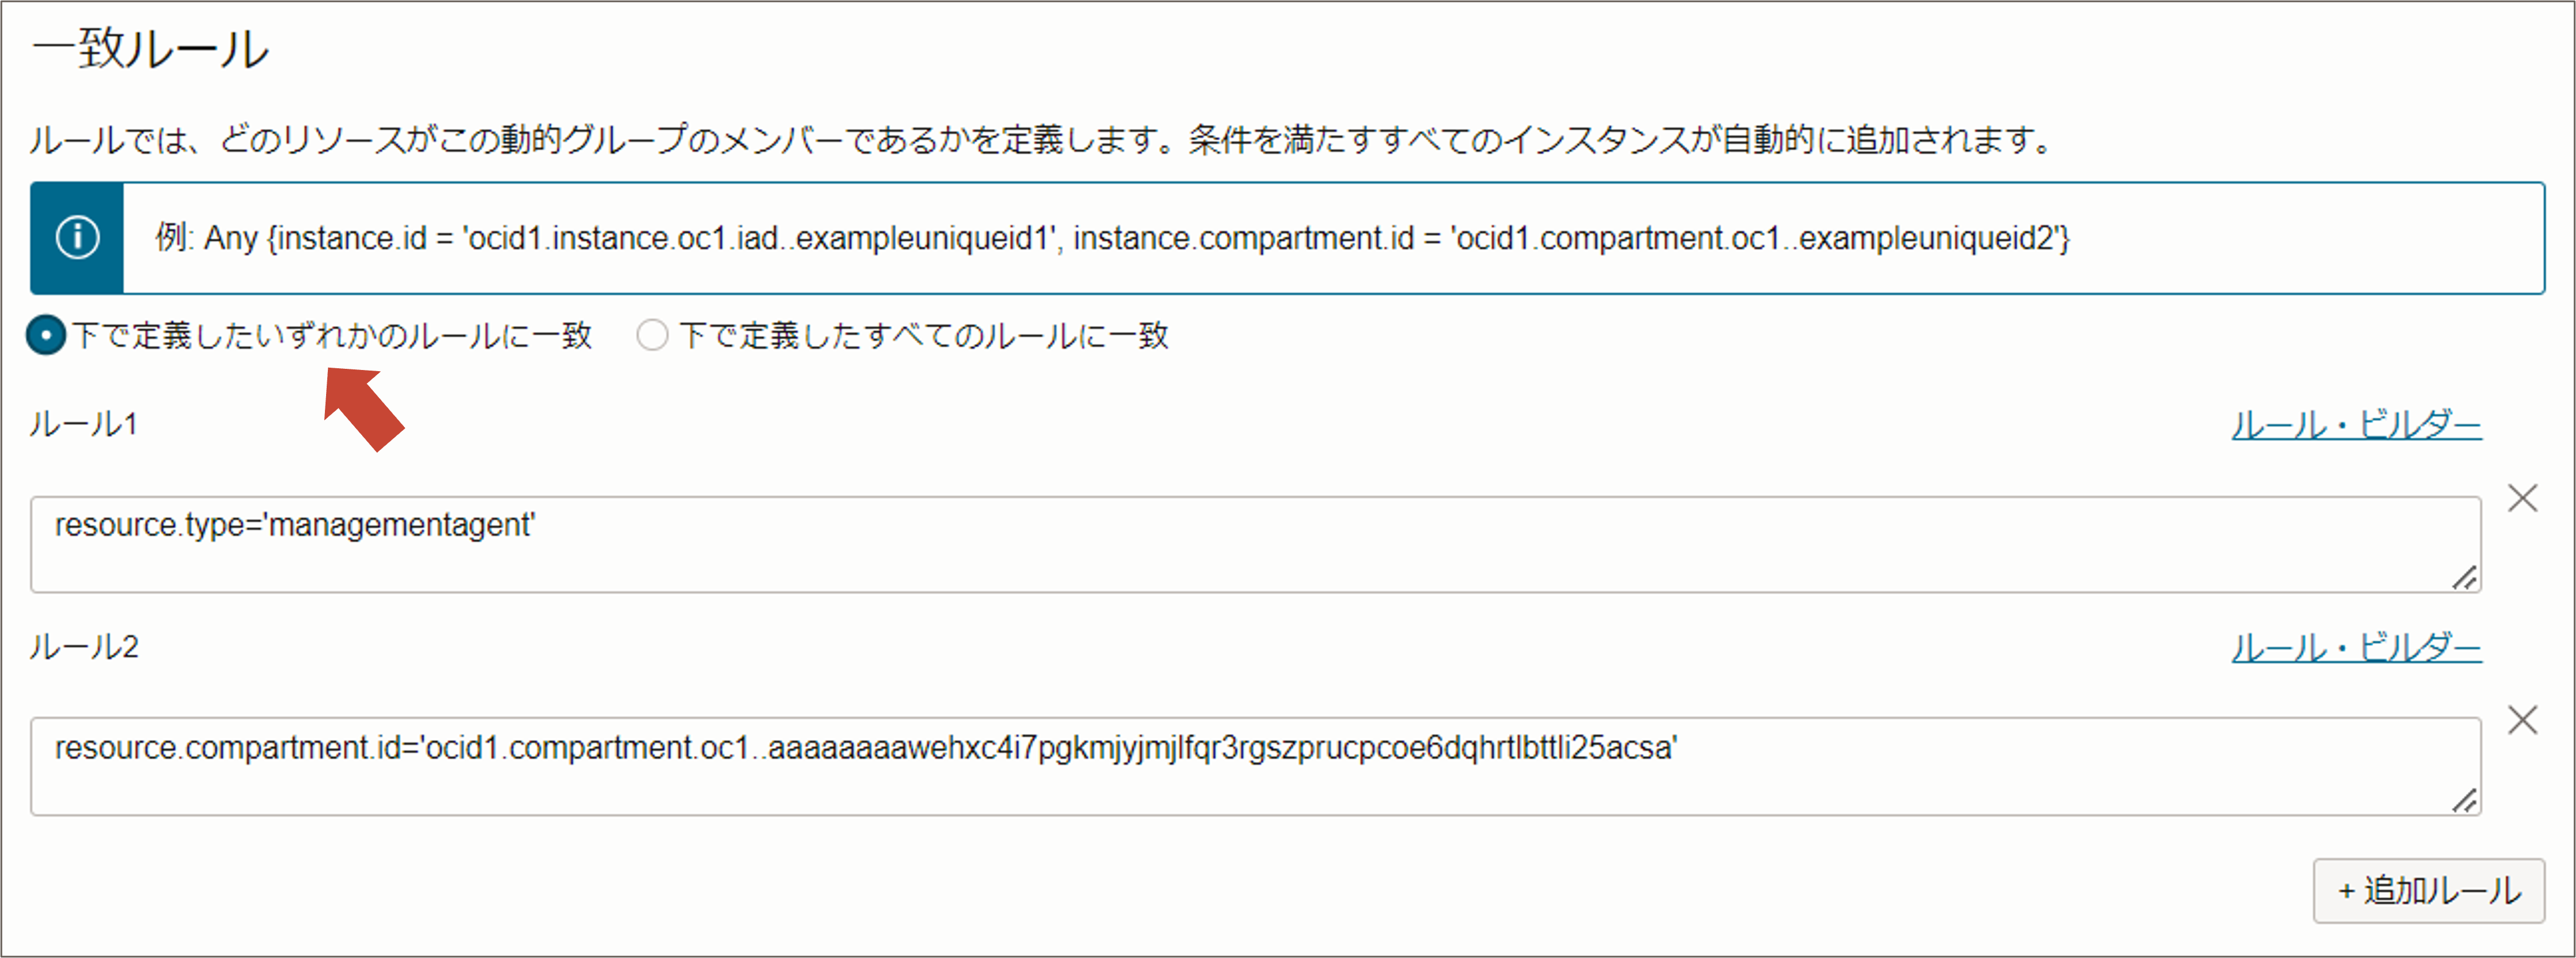 一致ルール
ルールでは、どのリソースがこの動的グループのメンバーであるかを定義します。条件を満たすすべてのインスタンスが自動的に追加されます。
例: Any {instance.id = 'ocid1.instance.oc1.iad..exampleuniqueid1', instance.compartment.id = 'ocid1.compartment.oc1..exampleuniqueid2'}
下で定義したいずれかのルールに一致 下で定義したすべてのルールに一致
ルール1 ルール・ビルダー
resource.type='managementagent'
ルール2 ルール・ビルダー
resource.compartment.id='ocid1.compartment.oc1..aaaaaaaawehxc4i7pgkmjyjmjlfqr3rgszprucpcoe6dqhrtlbttli25acsa'
+ 追加ルール